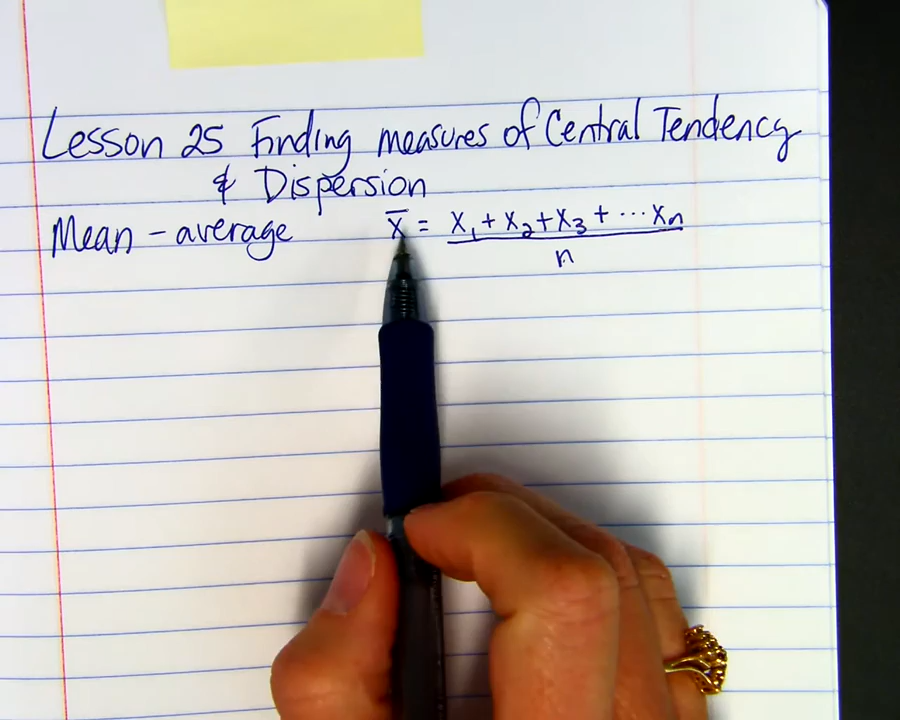 Lesson 25 Finding measures of Central Tendency
& Dispersion
Mean - average x̄ = x₁ + x₂ + x₃ + ⋯ xₙ
n